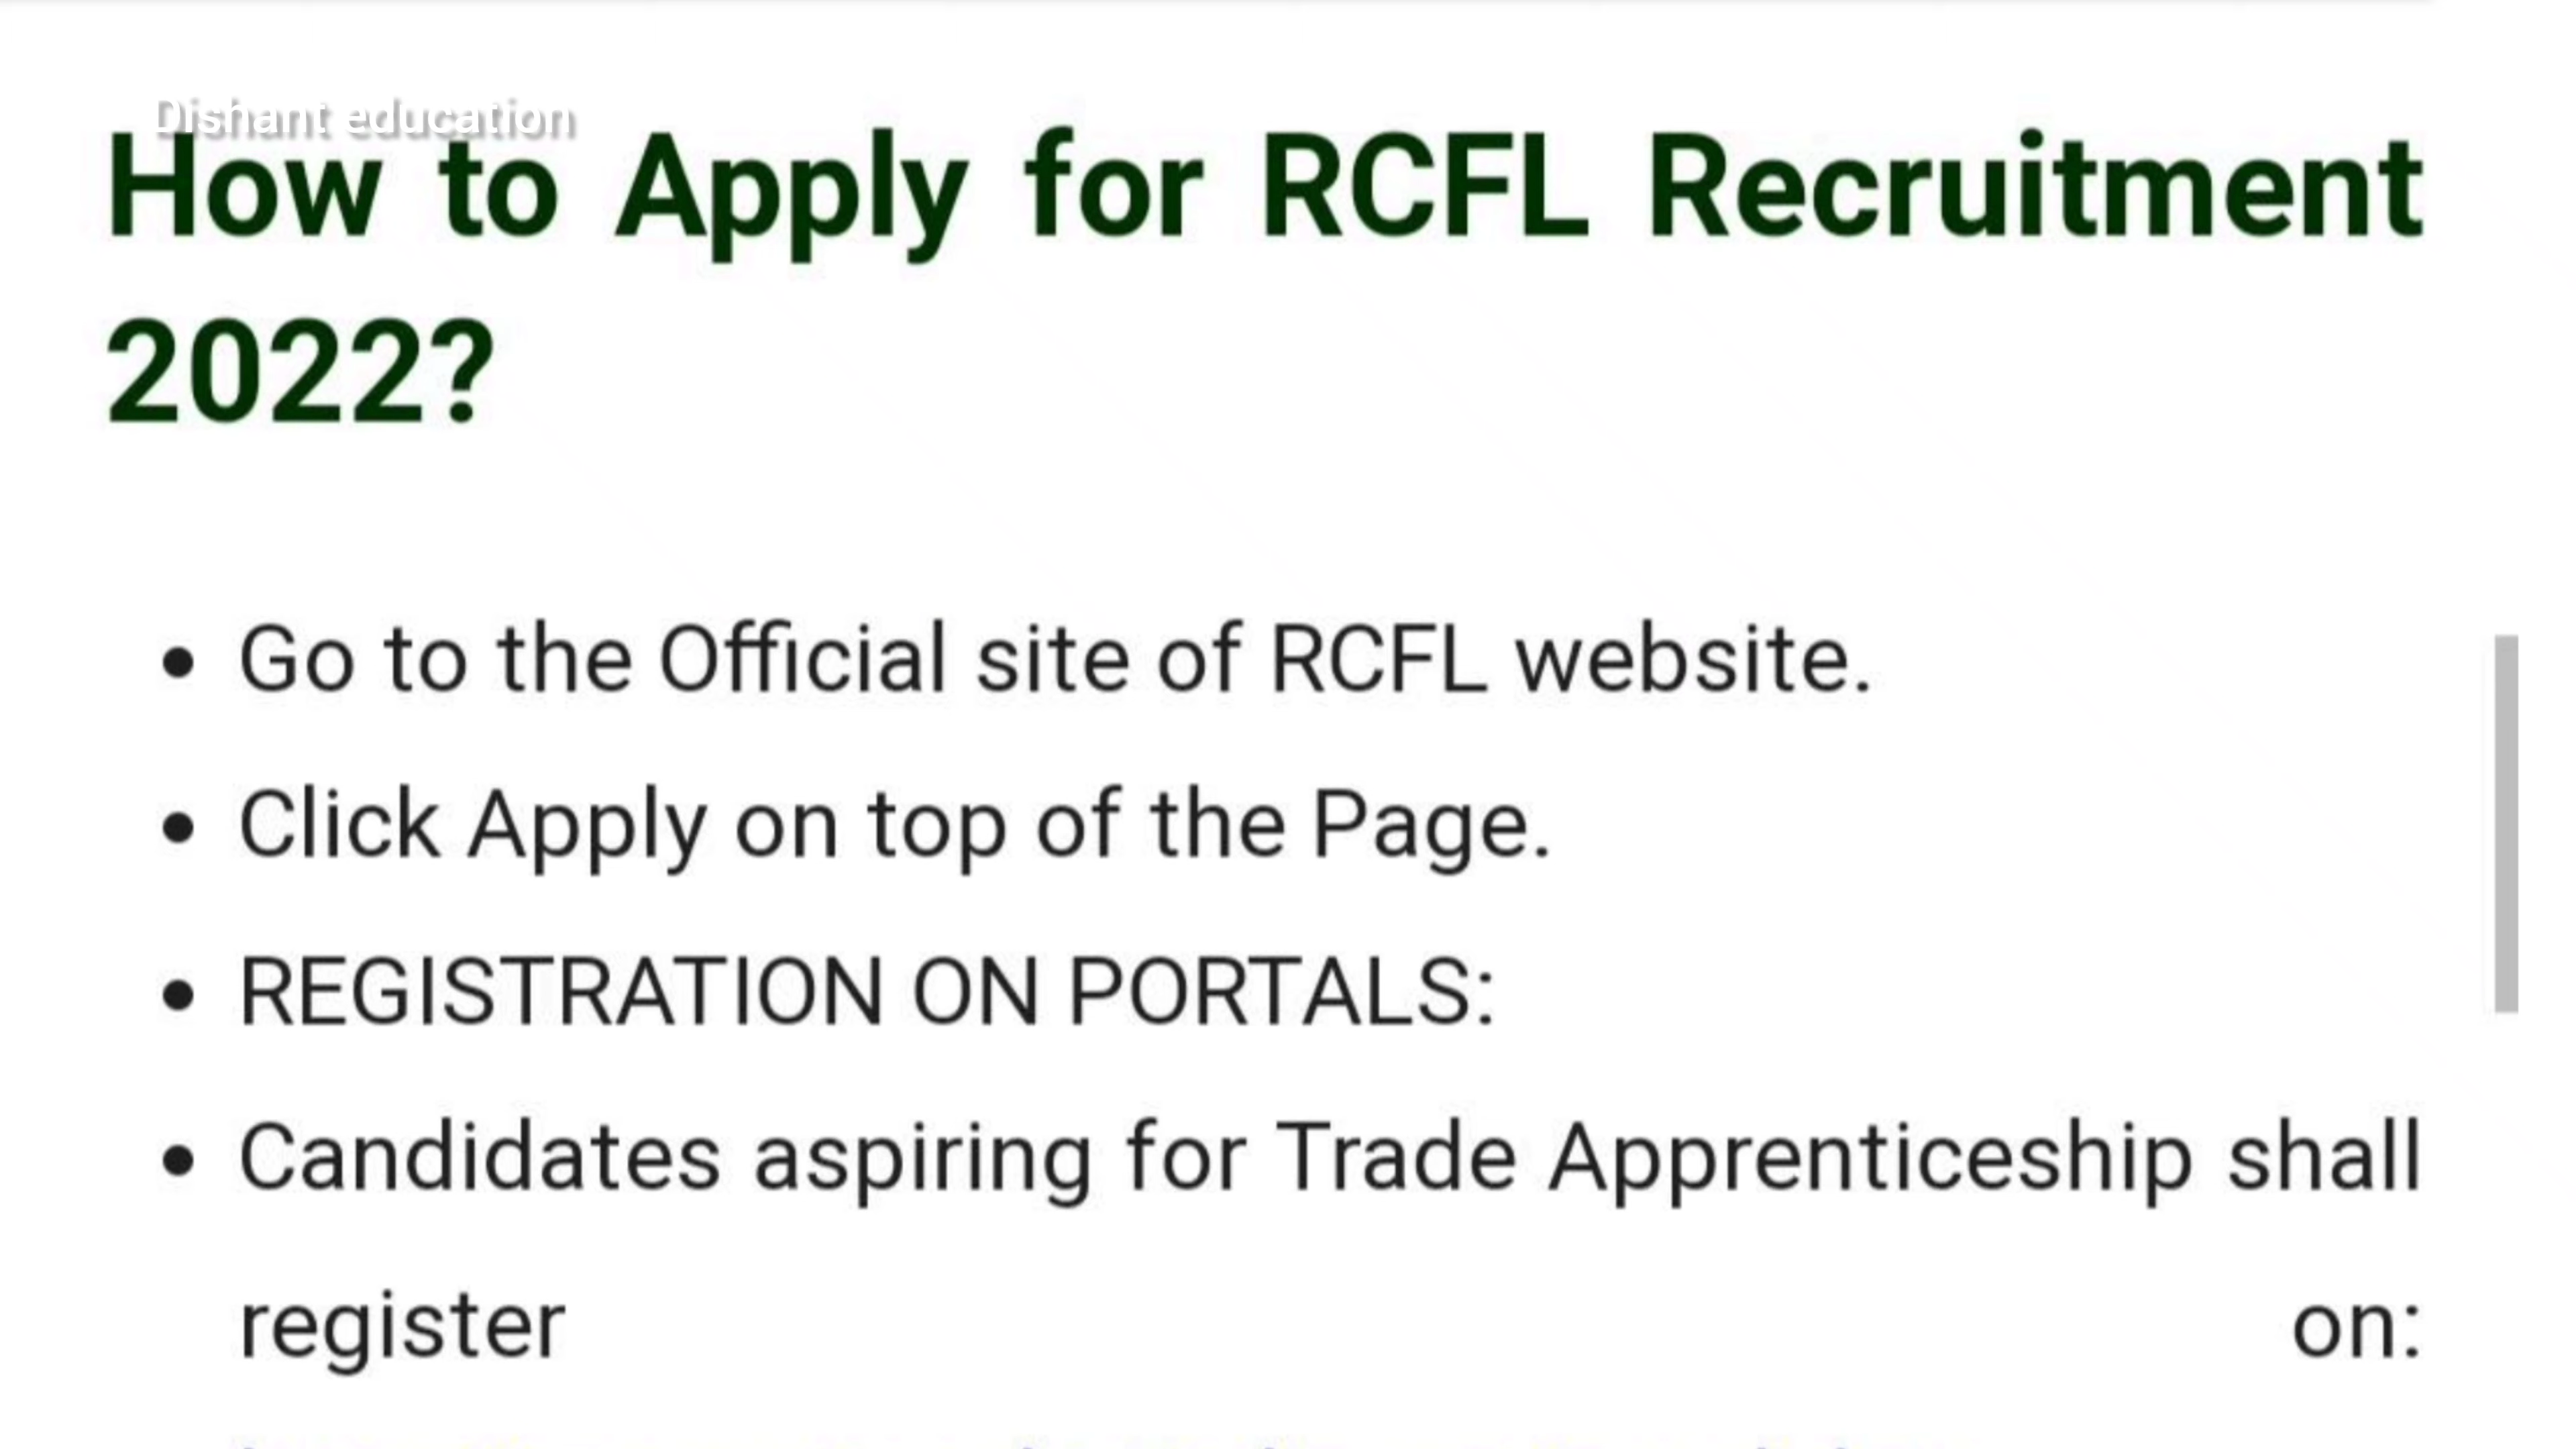 Dishant education
How to Apply for RCFL Recruitment
2022?
• Go to the Official site of RCFL website.
• Click Apply on top of the Page.
• REGISTRATION ON PORTALS:
• Candidates aspiring for Trade Apprenticeship shall
register on: